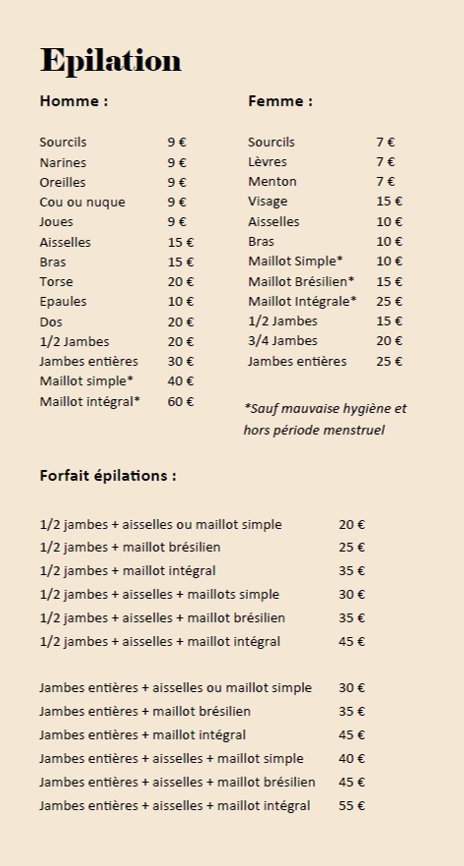 Epilation
Homme :
Sourcils 9 €
Narines 9 €
Oreilles 9 €
Cou ou nuque 9 €
Joues 9 €
Aisselles 15 €
Bras 15 €
Torse 20 €
Epaules 10 €
Dos 20 €
1/2 Jambes 20 €
Jambes entières 30 €
Maillot simple* 40 €
Maillot intégral* 60 €
Femme :
Sourcils 7 €
Lèvres 7 €
Menton 7 €
Visage 15 €
Aisselles 10 €
Bras 10 €
Maillot Simple* 10 €
Maillot Brésilien* 15 €
Maillot Intégrale* 25 €
1/2 Jambes 15 €
3/4 Jambes 20 €
Jambes entières 25 €
*Sauf mauvaise hygiène et
hors période menstruel
Forfait épilations :
1/2 jambes + aisselles ou maillot simple 20 €
1/2 jambes + maillot brésilien 25 €
1/2 jambes + maillot intégral 35 €
1/2 jambes + aisselles + maillots simple 30 €
1/2 jambes + aisselles + maillot brésilien 35 €
1/2 jambes + aisselles + maillot intégral 45 €
Jambes entières + aisselles ou maillot simple 30 €
Jambes entières + maillot brésilien 35 €
Jambes entières + maillot intégral 45 €
Jambes entières + aisselles + maillot simple 40 €
Jambes entières + aisselles + maillot brésilien 45 €
Jambes entières + aisselles + maillot intégral 55 €